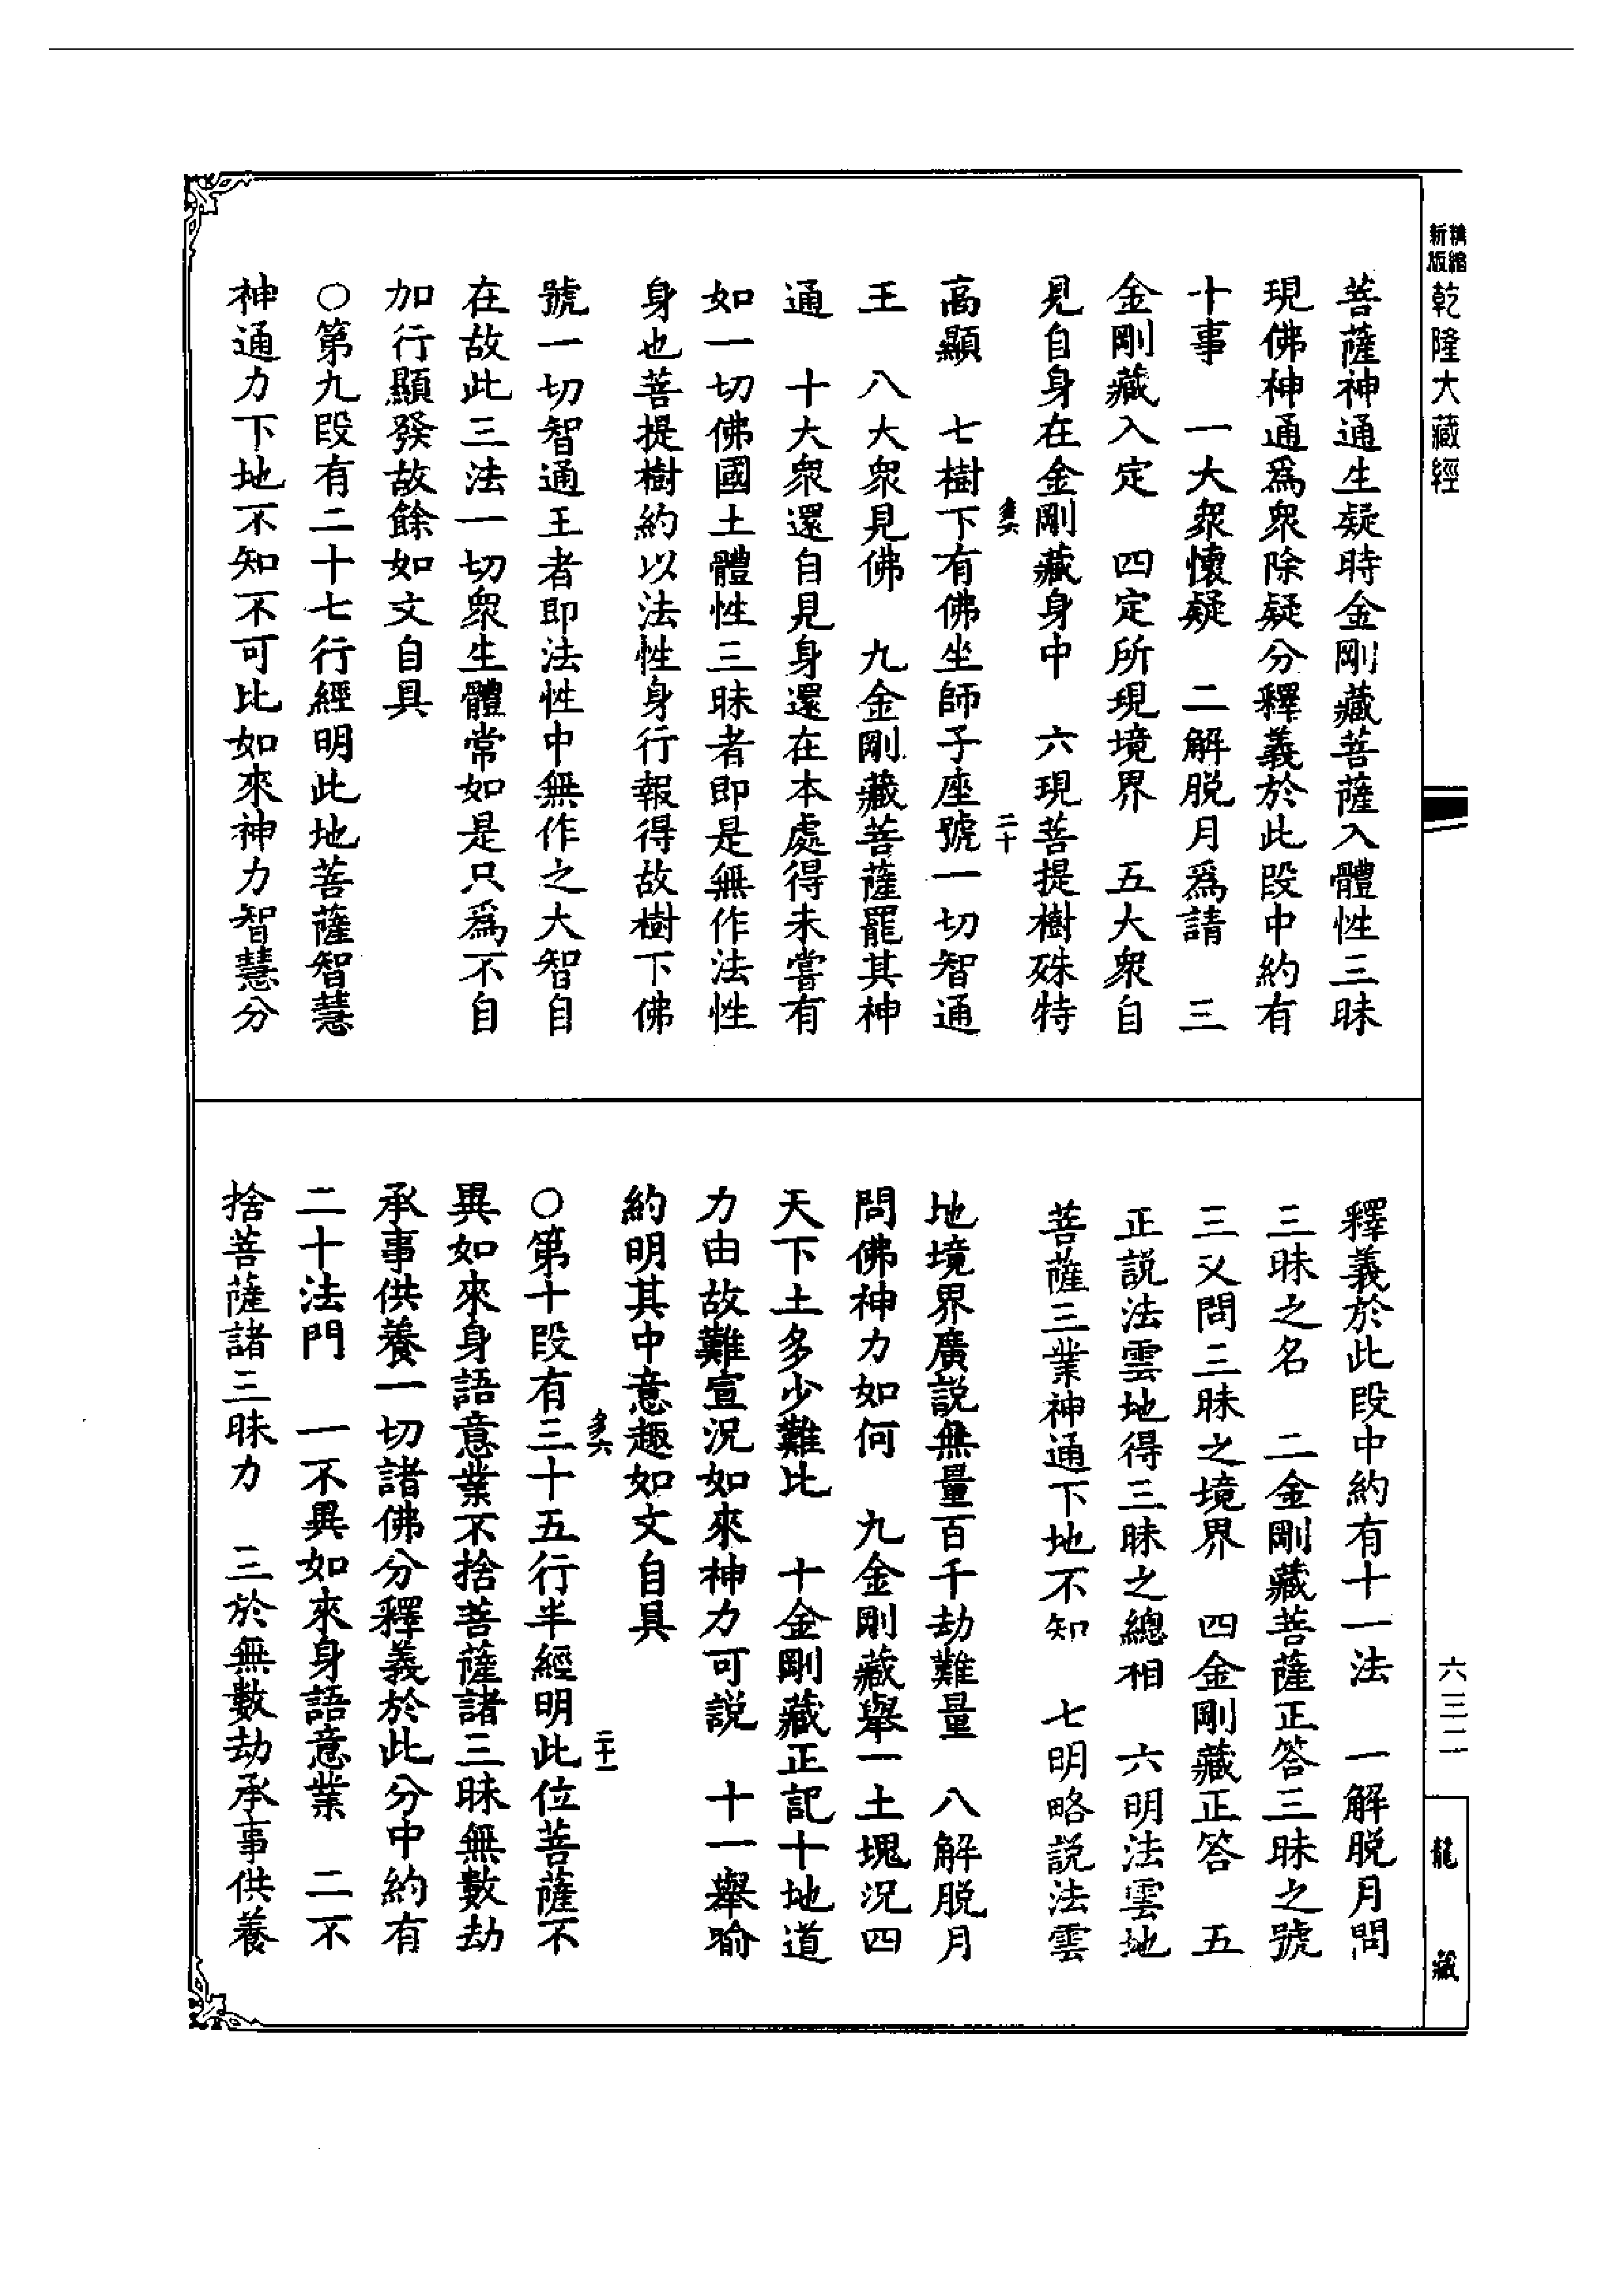 精縮
新版
乾隆大藏經
菩薩神通生疑時金剛藏菩薩入體性三昧
現佛神通爲衆除疑分釋義於此段中約有
十事　一大衆懷疑　二解脱月爲請　三
金剛藏入定　四定所現境界　五大衆自
見自身在金剛藏身中　六現菩提樹殊特
二十
高顯　七樹下有佛坐師子座號一切智通
王　八大衆見佛　九金剛藏菩薩罷其神
通　十大衆還自見身還在本處得未嘗有
如一切佛國土體性三昧者即是無作法性
身也菩提樹約以法性身行報得故樹下佛
號一切智通王者即法性中無作之大智自
在故此三法一切衆生體常如是只爲不自
加行顯發故餘如文自具
○第九段有二十七行經明此地菩薩智慧
神通力下地不知不可比如來神力智慧分
釋義於此段中約有十一法　一解脱月問
三昧之名　二金剛藏菩薩正答三昧之號
三又問三昧之境界　四金剛藏正答　五
正説法雲地得三昧之總相　六明法雲地
菩薩三業神通下地不知　七明略説法雲
地境界廣説無量百千劫難量　八解脱月
問佛神力如何　九金剛藏舉一土塊況四
天下土多少難比　十金剛藏正記十地道
力由故難宣況如來神力可説　十一舉喻
約明其中意趣如文自具
二十一
○第十段有三十五行半經明此位菩薩不
異如來身語意業不捨菩薩諸三昧無數劫
承事供養一切諸佛分釋義於此分中約有
二十法門　一不異如來身語意業　二不
捨菩薩諸三昧力　三於無數劫承事供養
六三二
龍藏